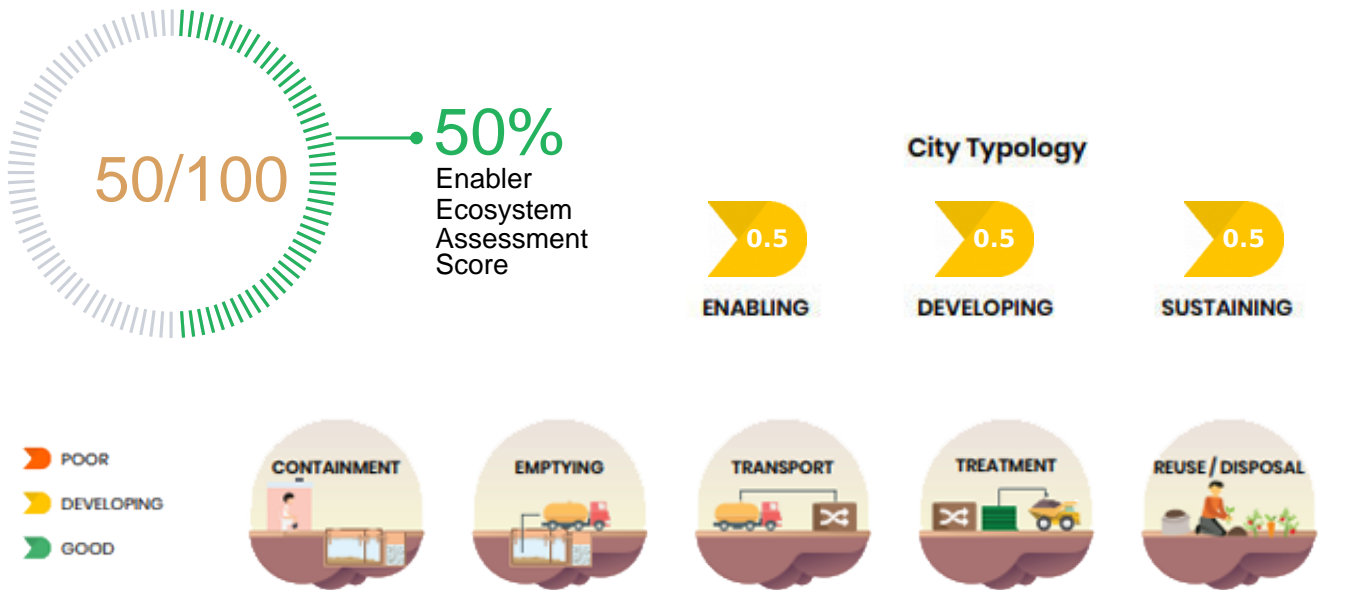 50/100
50%
Enabler
Ecosystem
Assessment
Score
City Typology
0.5
0.5
0.5
ENABLING
DEVELOPING
SUSTAINING
POOR
DEVELOPING
GOOD
CONTAINMENT
EMPTYING
TRANSPORT
TREATMENT
REUSE / DISPOSAL